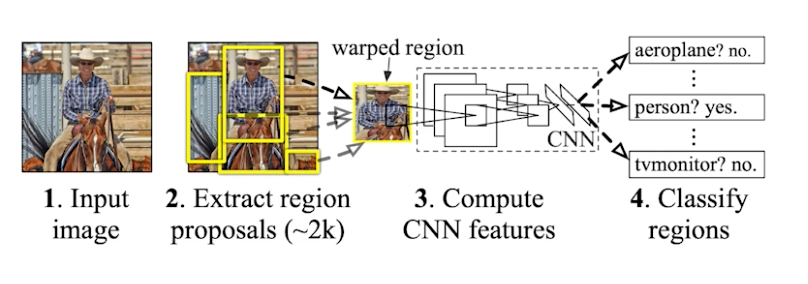 warped region
aeroplane? no.
person? yes.
CNN
tvmonitor? no.
1. Input
image
2. Extract region
proposals (~2k)
3. Compute
CNN features
4. Classify
regions